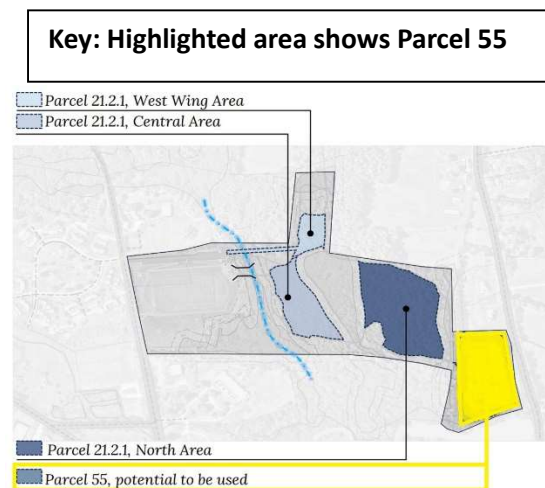 Key: Highlighted area shows Parcel 55
Parcel 21.2.1, West Wing Area
Parcel 21.2.1, Central Area
Parcel 21.2.1, North Area
Parcel 55, potential to be used